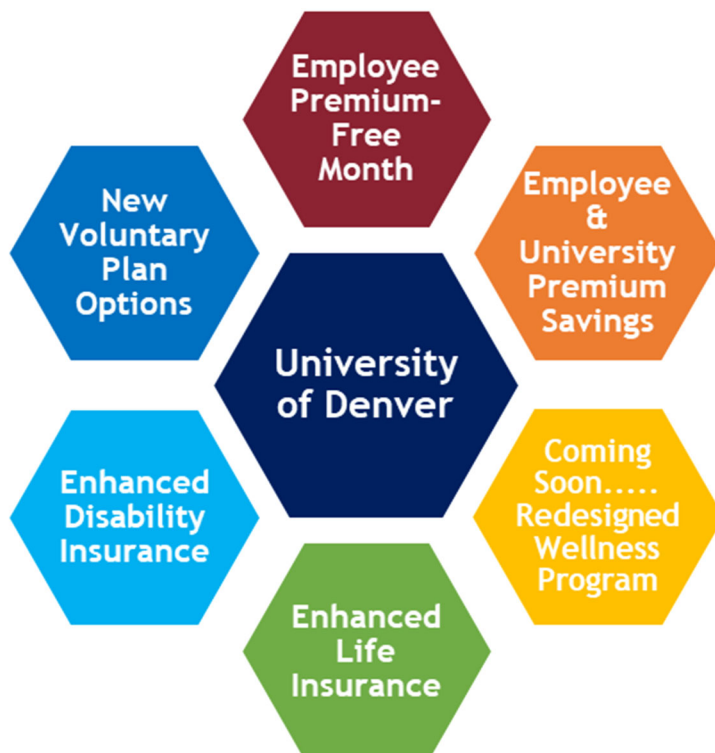 Employee
Premium-
Free
Month
Employee
&
University
Premium
Savings
Coming
Soon.....
Redesigned
Wellness
Program
Enhanced
Life
Insurance
Enhanced
Disability
Insurance
New
Voluntary
Plan
Options
University
of Denver